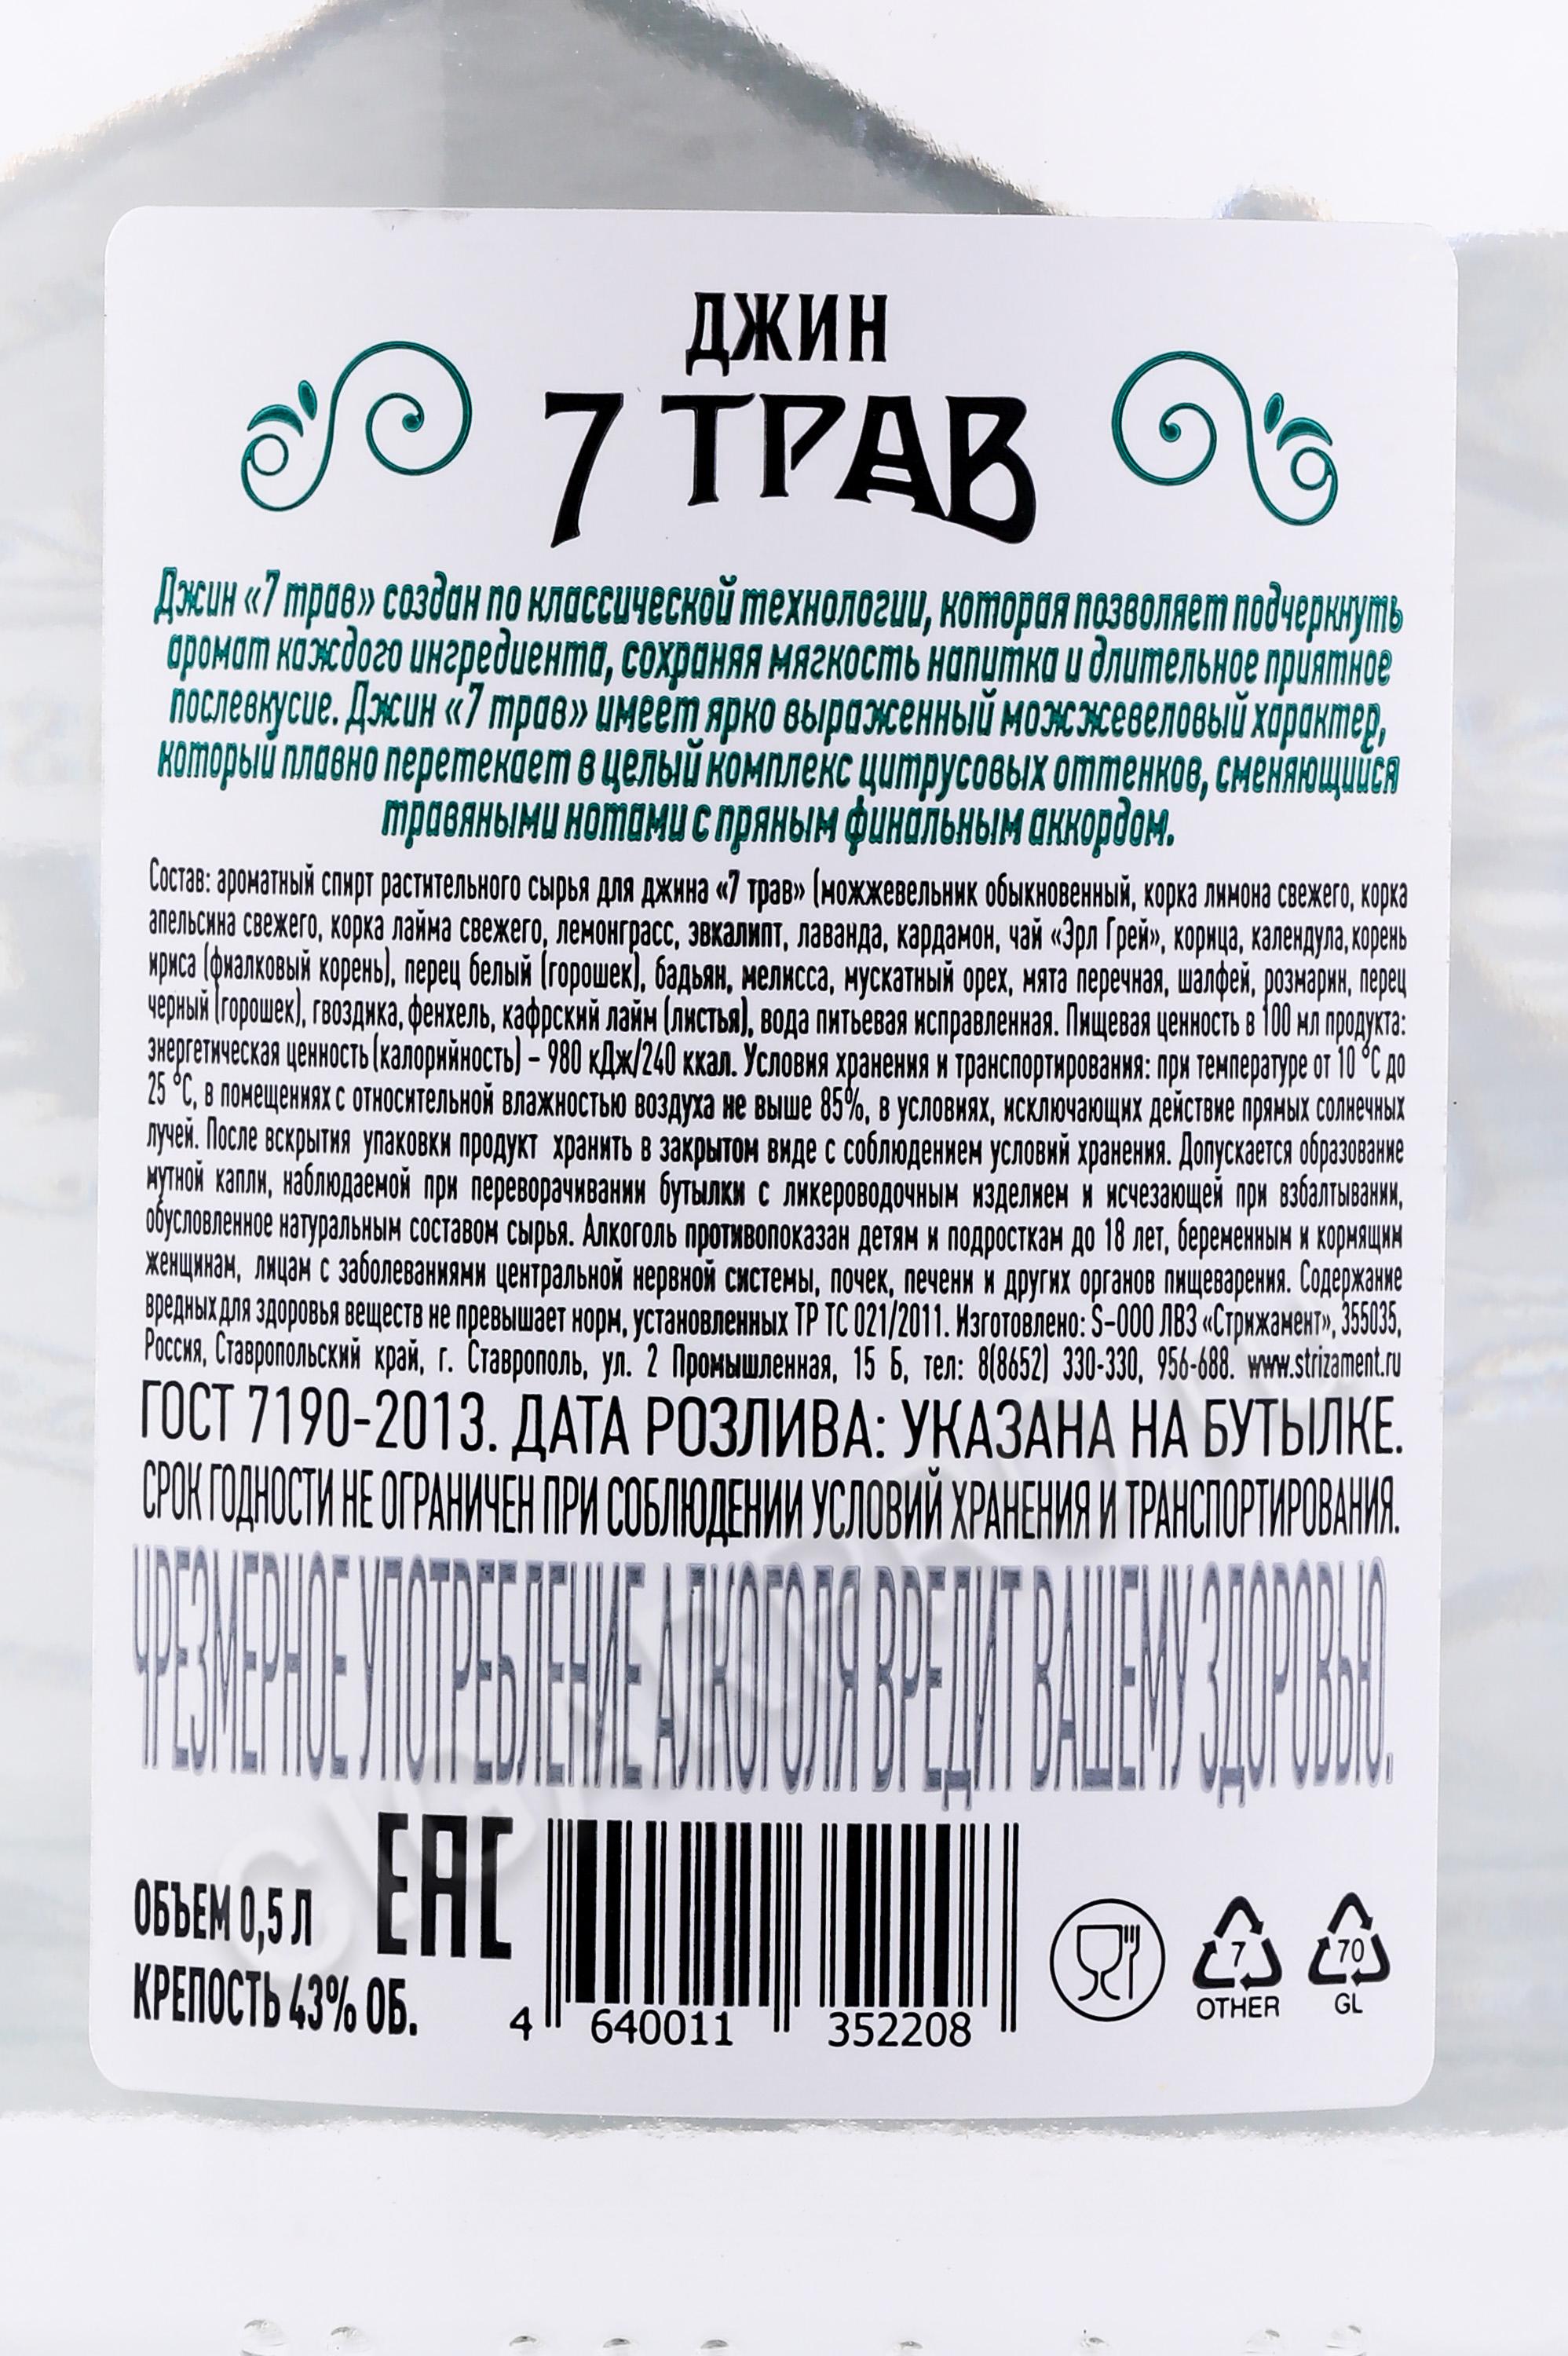 ДЖИН
7 ТРАВ
Джин «7 трав» создан по классической технологии, которая позволяет подчеркнуть
аромат каждого ингредиента, сохраняя мягкость напитка и длительное приятное
послевкусие. Джин «7 трав» имеет ярко выраженный можжевеловый характер,
который плавно перетекает в целый комплекс цитрусовых оттенков, сменяющийся
травяными нотами с пряным финальным аккордом.
Состав: ароматный спирт растительного сырья для джина «7 трав» (можжевельник обыкновенный, корка лимона свежего, корка
апельсина свежего, корка лайма свежего, лемонграсс, эвкалипт, лаванда, кардамон, чай «Эрл Грей», корица, календула, корень
ириса (фиалковый корень), перец белый (горошек), бадьян, мелисса, мускатный орех, мята перечная, шалфей, розмарин, перец
черный (горошек), гвоздика, фенхель, кафрский лайм (листья), вода питьевая исправленная. Пищевая ценность в 100 мл продукта:
энергетическая ценность (калорийность) – 980 кДж/240 ккал. Условия хранения и транспортирования: при температуре от 10 °С до
25 °С, в помещениях с относительной влажностью воздуха не выше 85%, в условиях, исключающих действие прямых солнечных
лучей. После вскрытия упаковки продукт хранить в закрытом виде с соблюдением условий хранения. Допускается образование
мутной капли, наблюдаемой при переворачивании бутылки с ликероводочным изделием и исчезающей при взбалтывании,
обусловленное натуральным составом сырья. Алкоголь противопоказан детям и подросткам до 18 лет, беременным и кормящим
женщинам, лицам с заболеваниями центральной нервной системы, почек, печени и других органов пищеварения. Содержание
вредных для здоровья веществ не превышает норм, установленных ТР ТС 021/2011. Изготовлено: S–ООО ЛВЗ «Стрижамент», 355035,
Россия, Ставропольский край, г. Ставрополь, ул. 2 Промышленная, 15 Б, тел: 8(8652) 330-330, 956-688. www.strizament.ru
ГОСТ 7190-2013. ДАТА РОЗЛИВА: УКАЗАНА НА БУТЫЛКЕ.
СРОК ГОДНОСТИ НЕ ОГРАНИЧЕН ПРИ СОБЛЮДЕНИИ УСЛОВИЙ ХРАНЕНИЯ И ТРАНСПОРТИРОВАНИЯ.
ЧРЕЗМЕРНОЕ УПОТРЕБЛЕНИЕ АЛКОГОЛЯ ВРЕДИТ ВАШЕМУ ЗДОРОВЬЮ.
ОБЪЕМ 0,5 Л
EAC
КРЕПОСТЬ 43% ОБ.
4 640011 352208
7
OTHER
70
GL
CIGARPRO.RU